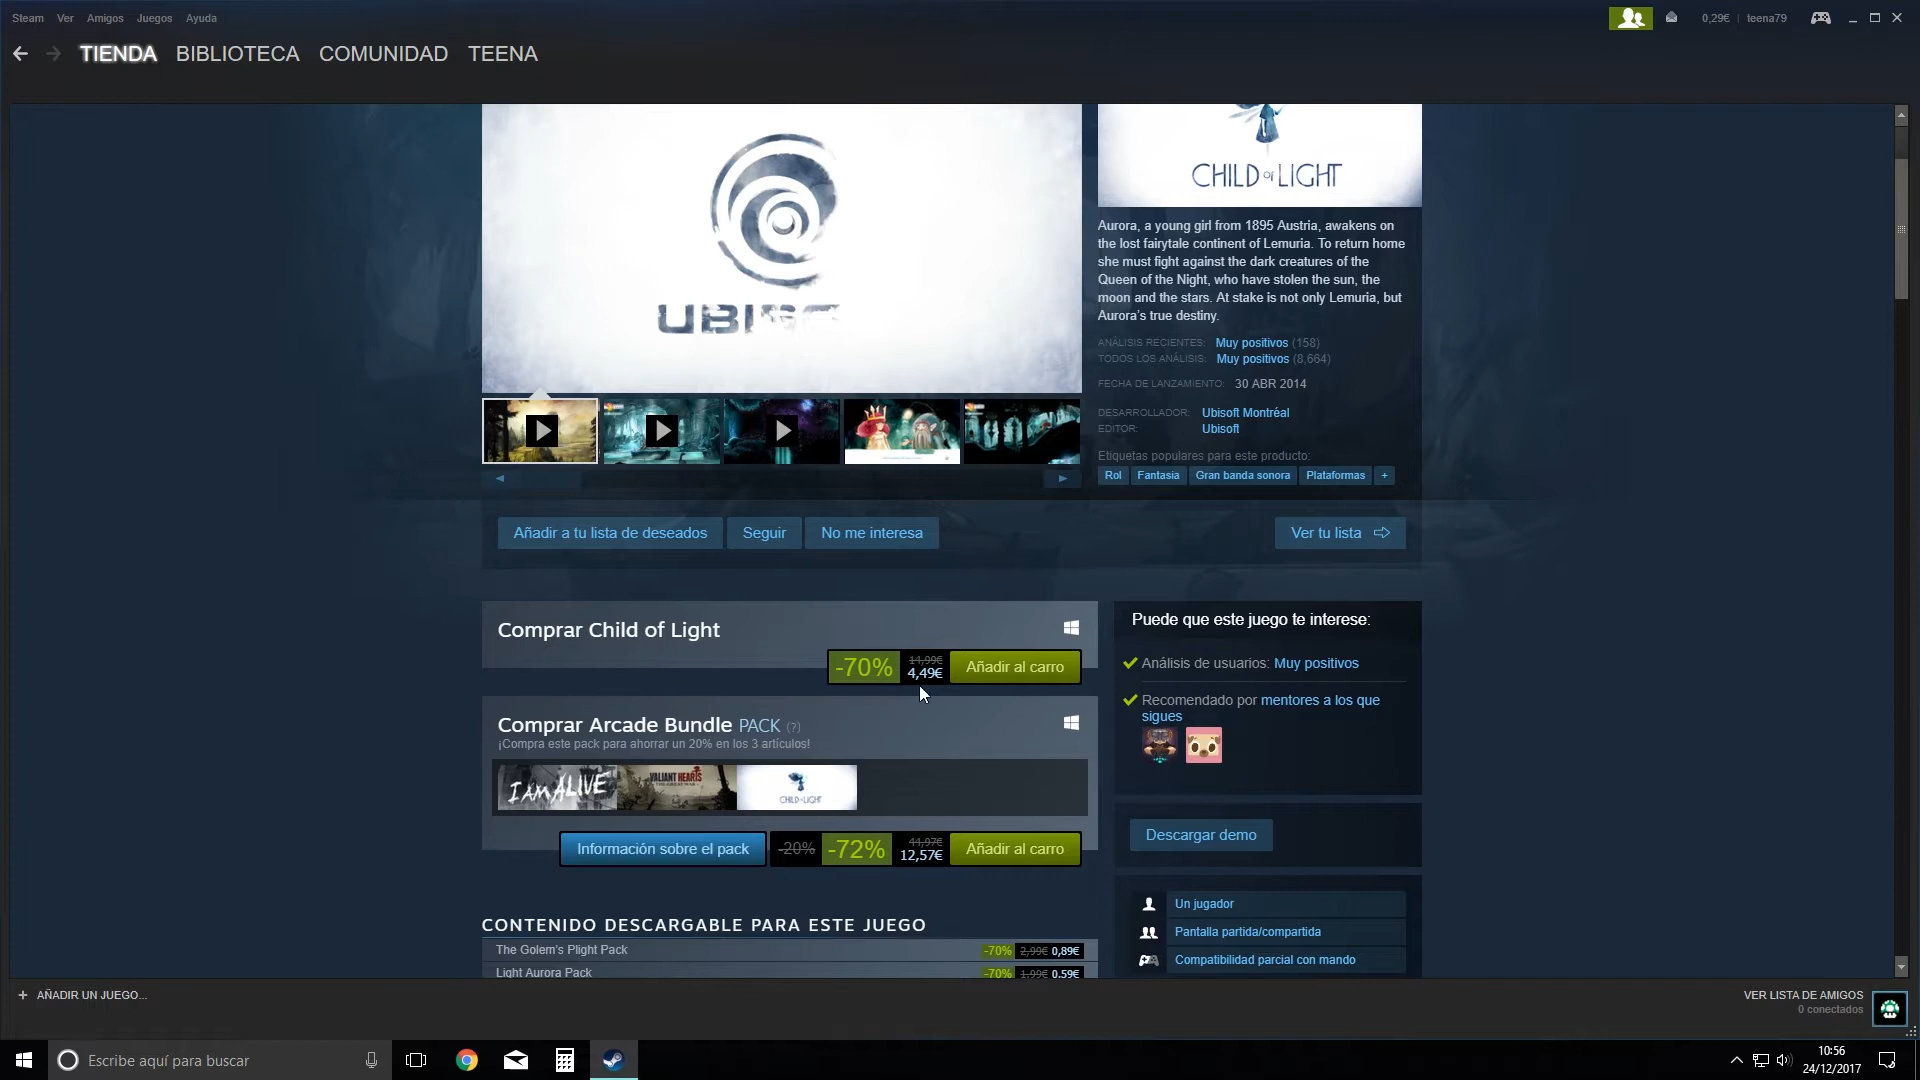 Steam Ver Amigos Juegos Ayuda
0,29€ | teena79
TIENDA BIBLIOTECA COMUNIDAD TEENA
CHILD OF LIGHT
Aurora, a young girl from 1895 Austria, awakens on
the lost fairytale continent of Lemuria. To return home
she must fight against the dark creatures of the
Queen of the Night, who have stolen the sun, the
moon and the stars. At stake is not only Lemuria, but
Aurora's true destiny.
ANÁLISIS RECIENTES: Muy positivos (158)
TODOS LOS ANÁLISIS: Muy positivos (8,664)
FECHA DE LANZAMIENTO: 30 ABR 2014
DESARROLLADOR: Ubisoft Montréal
EDITOR: Ubisoft
Etiquetas populares para este producto:
Rol Fantasía Gran banda sonora Plataformas +
Añadir a tu lista de deseados Seguir No me interesa Ver tu lista
Comprar Child of Light
-70% 14,99€ 4,49€ Añadir al carro
Comprar Arcade Bundle PACK (?)
¡Compra este pack para ahorrar un 20% en los 3 artículos!
I AM ALIVE VALIANT HEARTS CHILD OF LIGHT
Información sobre el pack -20% -72% 44,97€ 12,57€ Añadir al carro
CONTENIDO DESCARGABLE PARA ESTE JUEGO
The Golem's Plight Pack -70% 2,99€ 0,89€
Light Aurora Pack -70% 1,99€ 0,59€
Puede que este juego te interese:
Análisis de usuarios: Muy positivos
Recomendado por mentores a los que
sigues
Descargar demo
Un jugador
Pantalla partida/compartida
Compatibilidad parcial con mando
+ AÑADIR UN JUEGO...
VER LISTA DE AMIGOS
0 conectados
Escribe aquí para buscar
10:56
24/12/2017